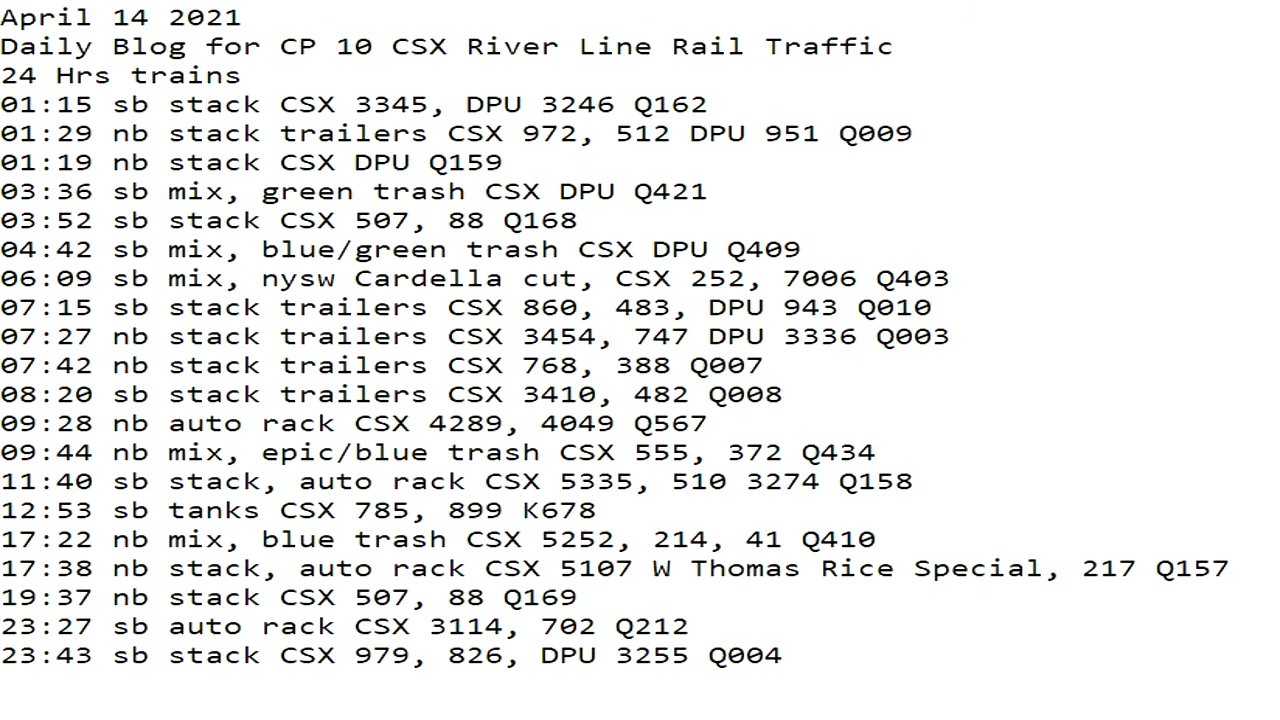 April 14 2021
Daily Blog for CP 10 CSX River Line Rail Traffic
24 Hrs trains
01:15 sb stack CSX 3345, DPU 3246 Q162
01:29 nb stack trailers CSX 972, 512 DPU 951 Q009
01:19 nb stack CSX DPU Q159
03:36 sb mix, green trash CSX DPU Q421
03:52 sb stack CSX 507, 88 Q168
04:42 sb mix, blue/green trash CSX DPU Q409
06:09 sb mix, nysw Cardella cut, CSX 252, 7006 Q403
07:15 sb stack trailers CSX 860, 483, DPU 943 Q010
07:27 nb stack trailers CSX 3454, 747 DPU 3336 Q003
07:42 nb stack trailers CSX 768, 388 Q007
08:20 sb stack trailers CSX 3410, 482 Q008
09:28 nb auto rack CSX 4289, 4049 Q567
09:44 nb mix, epic/blue trash CSX 555, 372 Q434
11:40 sb stack, auto rack CSX 5335, 510 3274 Q158
12:53 sb tanks CSX 785, 899 K678
17:22 nb mix, blue trash CSX 5252, 214, 41 Q410
17:38 nb stack, auto rack CSX 5107 W Thomas Rice Special, 217 Q157
19:37 nb stack CSX 507, 88 Q169
23:27 sb auto rack CSX 3114, 702 Q212
23:43 sb stack CSX 979, 826, DPU 3255 Q004